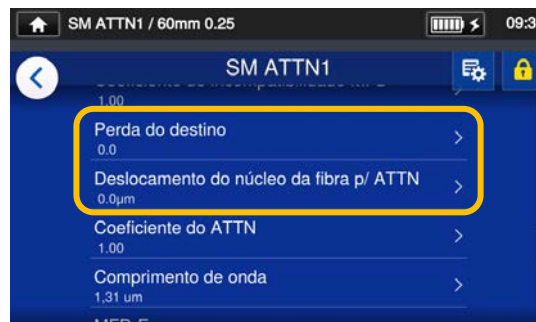 SM ATTN1 / 60mm 0.25
09:3
SM ATTN1
1.00
Perda do destino
0.0
Deslocamento do núcleo da fibra p/ ATTN
0.0µm
Coeficiente do ATTN
1.00
Comprimento de onda
1,31 um